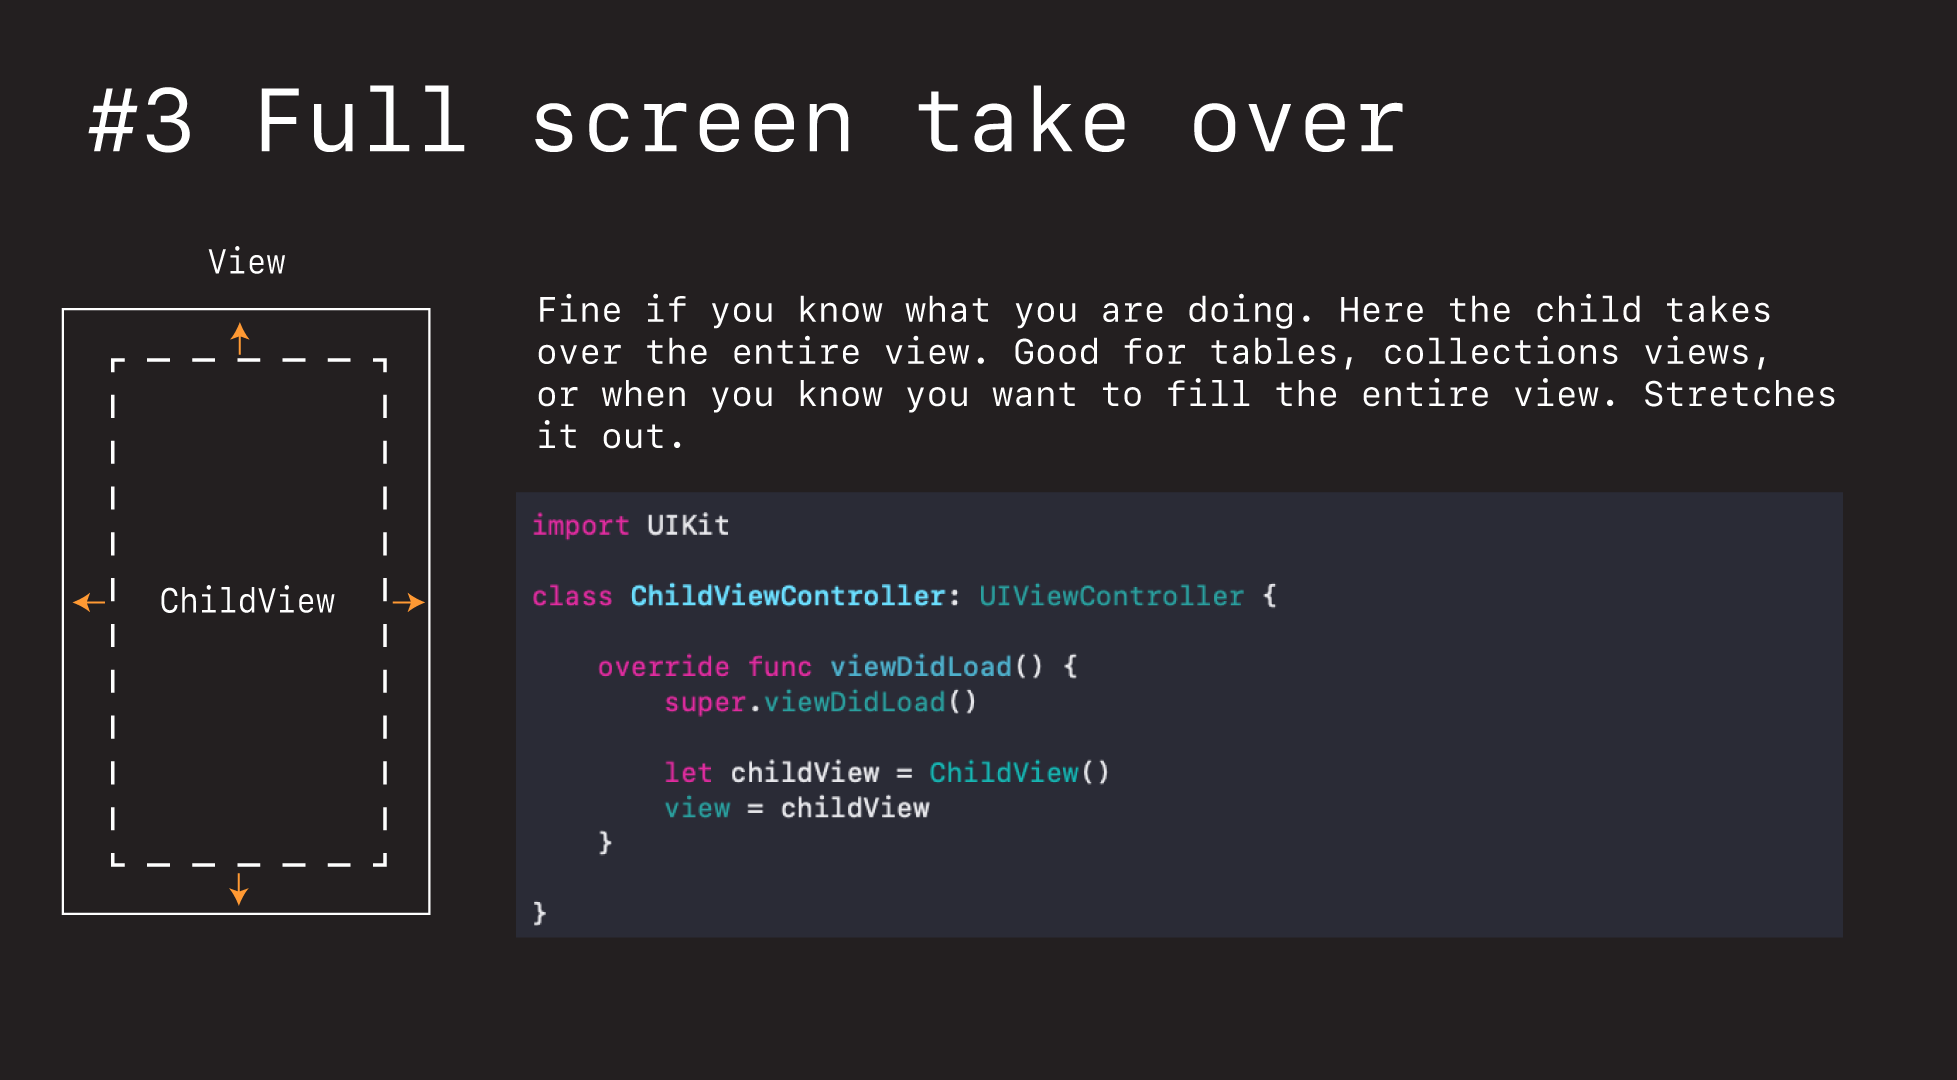 #3 Full screen take over
View
ChildView
Fine if you know what you are doing. Here the child takes
over the entire view. Good for tables, collections views,
or when you know you want to fill the entire view. Stretches
it out.
import UIKit
class ChildViewController: UIViewController {
    override func viewDidLoad() {
        super.viewDidLoad()
        let childView = ChildView()
        view = childView
    }
}